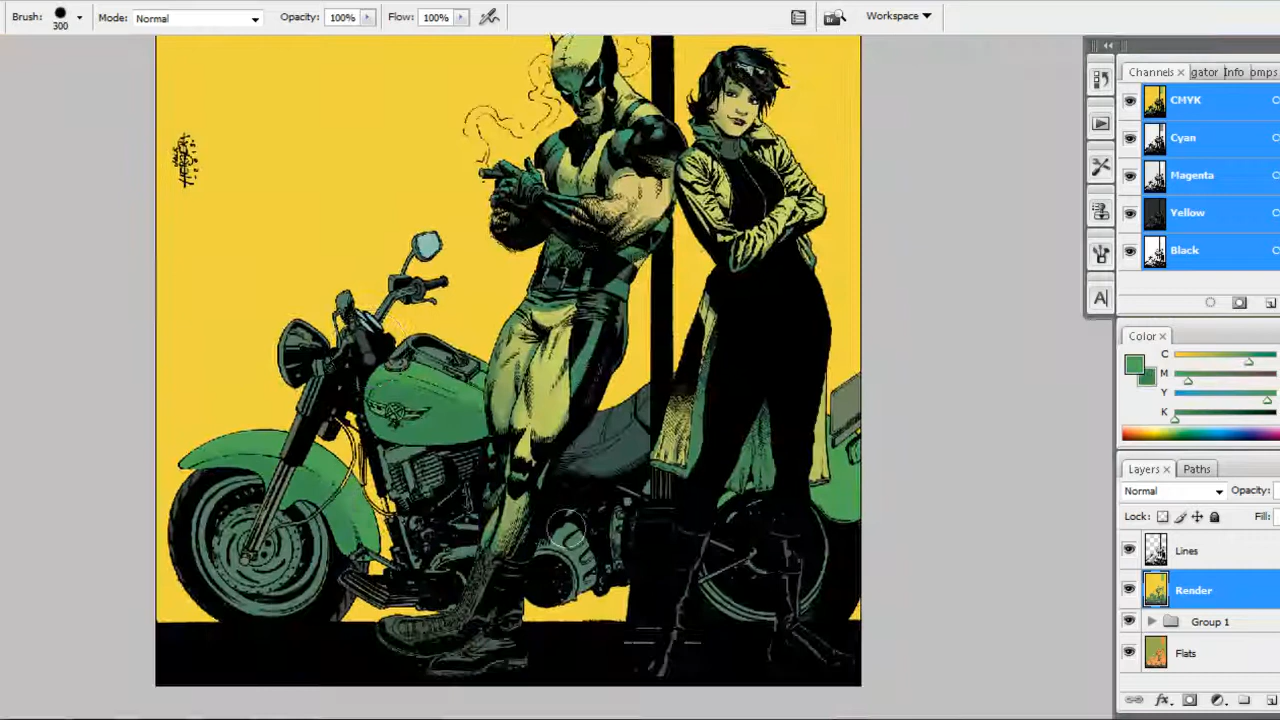 Brush: 300 Mode: Normal Opacity: 100% Flow: 100% Workspace
Channels gator Info omps
CMYK
Cyan
Magenta
Yellow
Black
Color
C
M
Y
K
Layers Paths
Normal Opacity:
Lock: Fill:
Lines
Render
Group 1
Flats